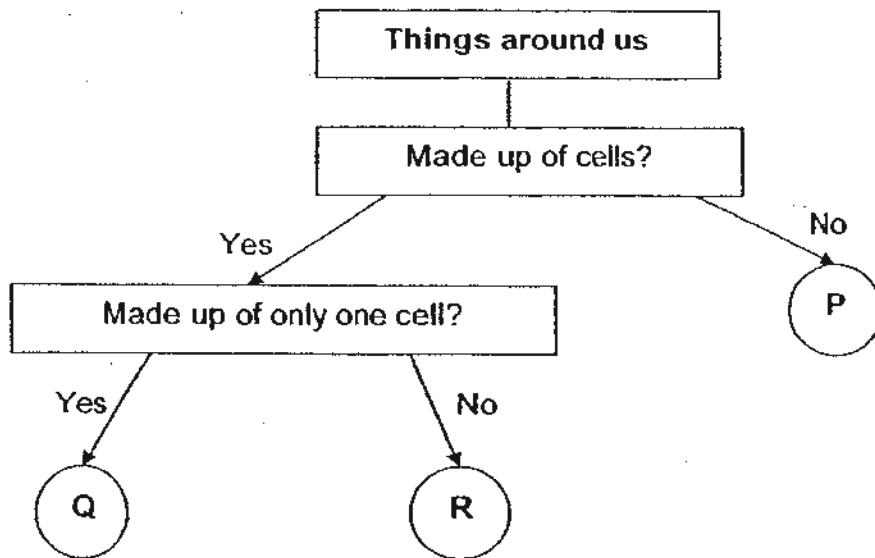 Things around us
Made up of cells?
Yes
No
Made up of only one cell?
P
Yes
No
Q
R